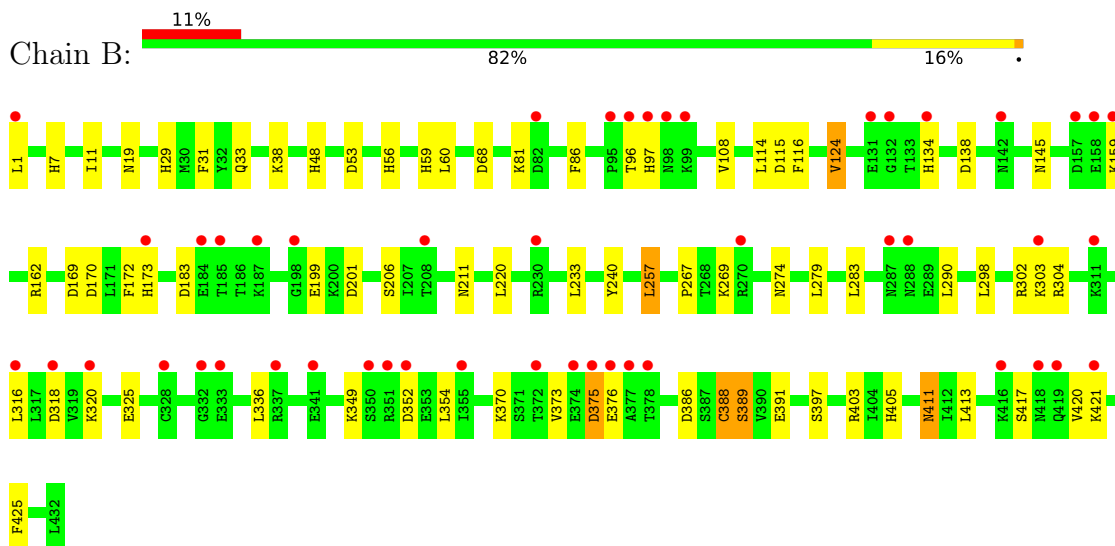 11%
Chain B:
82% 16% •
L1 H7 I11 N19 H29 M30 F31 Y32 Q33 K38 H48 D53 H56 H59 L60 D68 K81 D82 F86 P95 T96 H97 N98 K99 V108 L114 D115 F116 V124 E131 G132 T133 H134 D138 N142 N145 D157 E158 K159
R162 D169 D170 L171 F172 H173 D183 E184 T185 T186 K187 G198 E199 K200 D201 S206 I207 T208 N211 L220 R230 L233 Y240 L257 P267 T268 K269 R270 N274 L279 L283 N287 N288 E289 L290 L298 R302 K303 R304 K311
L316 L317 D318 V319 K320 E325 C328 G332 E333 L336 R337 E341 K349 S350 R351 D352 E353 L354 I355 K370 S371 T372 V373 E374 D375 E376 A377 T378 D386 S387 C388 S389 V390 E391 S397 R403 I404 H405 N411 I412 L413 K416 S417 N418 Q419 V420 K421
F425 L432